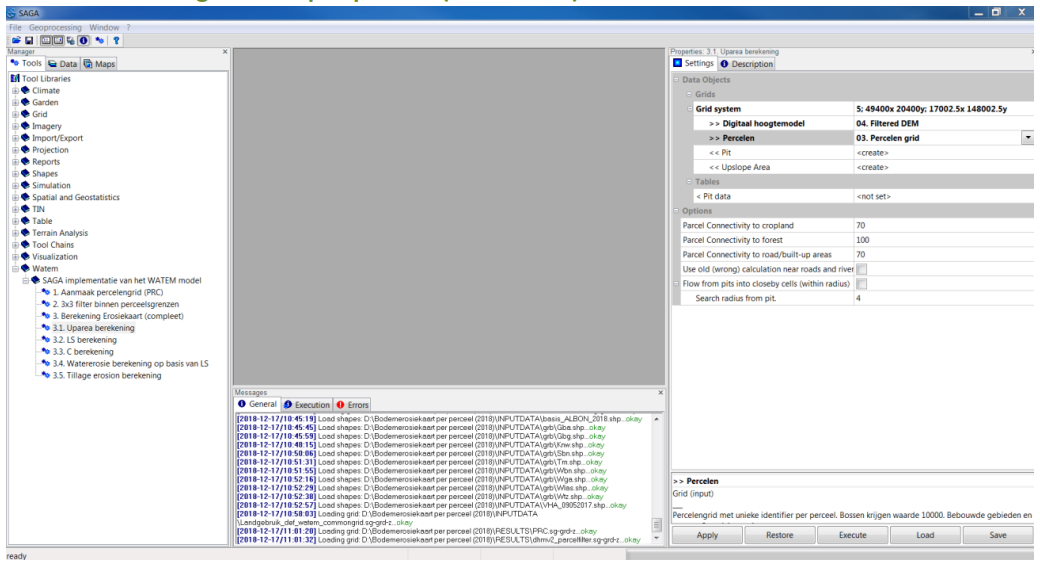 SAGA
File Geoprocessing Window ?
Manager
Tools Data Maps
Tool Libraries
Climate
Garden
Grid
Imagery
Import/Export
Projection
Reports
Shapes
Simulation
Spatial and Geostatistics
TIN
Table
Terrain Analysis
Tool Chains
Visualization
Watem
SAGA implementatie van het WATEM model
1. Aanmaak percelengrid (PRC)
2. 3x3 filter binnen perceelsgrenzen
3. Berekening Erosiekaart (compleet)
3.1. Uparea berekening
3.2. LS berekening
3.3. C berekening
3.4. Watererosie berekening op basis van LS
3.5. Tillage erosion berekening
Messages
General Execution Errors
[2018-12-17/10:45:19] Load shapes: D:\Bodemerosiekaart per perceel (2018)\INPUTDATA\basis_ALBON_2018.shp...okay
[2018-12-17/10:45:45] Load shapes: D:\Bodemerosiekaart per perceel (2018)\INPUTDATA\grb\Gba.shp...okay
[2018-12-17/10:45:59] Load shapes: D:\Bodemerosiekaart per perceel (2018)\INPUTDATA\grb\Gbg.shp...okay
[2018-12-17/10:48:15] Load shapes: D:\Bodemerosiekaart per perceel (2018)\INPUTDATA\grb\Knw.shp...okay
[2018-12-17/10:50:06] Load shapes: D:\Bodemerosiekaart per perceel (2018)\INPUTDATA\grb\Sbn.shp...okay
[2018-12-17/10:51:31] Load shapes: D:\Bodemerosiekaart per perceel (2018)\INPUTDATA\grb\Trn.shp...okay
[2018-12-17/10:51:55] Load shapes: D:\Bodemerosiekaart per perceel (2018)\INPUTDATA\grb\Wbn.shp...okay
[2018-12-17/10:52:16] Load shapes: D:\Bodemerosiekaart per perceel (2018)\INPUTDATA\grb\Wga.shp...okay
[2018-12-17/10:52:29] Load shapes: D:\Bodemerosiekaart per perceel (2018)\INPUTDATA\grb\Wlas.shp...okay
[2018-12-17/10:52:38] Load shapes: D:\Bodemerosiekaart per perceel (2018)\INPUTDATA\grb\Wtz.shp...okay
[2018-12-17/10:52:57] Load shapes: D:\Bodemerosiekaart per perceel (2018)\INPUTDATA\VHA_09052017.shp...okay
[2018-12-17/10:58:03] Loading grid: D:\Bodemerosiekaart per perceel (2018)\INPUTDATA
\Landgebruik_def_watem_commongrid.sg-grd-z...okay
[2018-12-17/11:01:20] Loading grid: D:\Bodemerosiekaart per perceel (2018)\RESULTS\PRC.sg-grd-z...okay
[2018-12-17/11:01:32] Loading grid: D:\Bodemerosiekaart per perceel (2018)\RESULTS\dhmv2_parcelfilter.sg-grd-z...okay
Properties: 3.1. Uparea berekening
Settings Description
Data Objects
Grids
Grid system 5; 49400x 20400y; 17002.5x 148002.5y
>> Digitaal hoogtemodel 04. Filtered DEM
>> Percelen 03. Percelen grid
<< Pit <create>
<< Upslope Area <create>
Tables
< Pit data <not set>
Options
Parcel Connectivity to cropland 70
Parcel Connectivity to forest 100
Parcel Connectivity to road/built-up areas 70
Use old (wrong) calculation near roads and river
Flow from pits into closeby cells (within radius)
Search radius from pit. 4
>> Percelen
Grid (input)
Percelengrid met unieke identifier per perceel. Bossen krijgen waarde 10000. Bebouwde gebieden en
Apply Restore Execute Load Save
ready